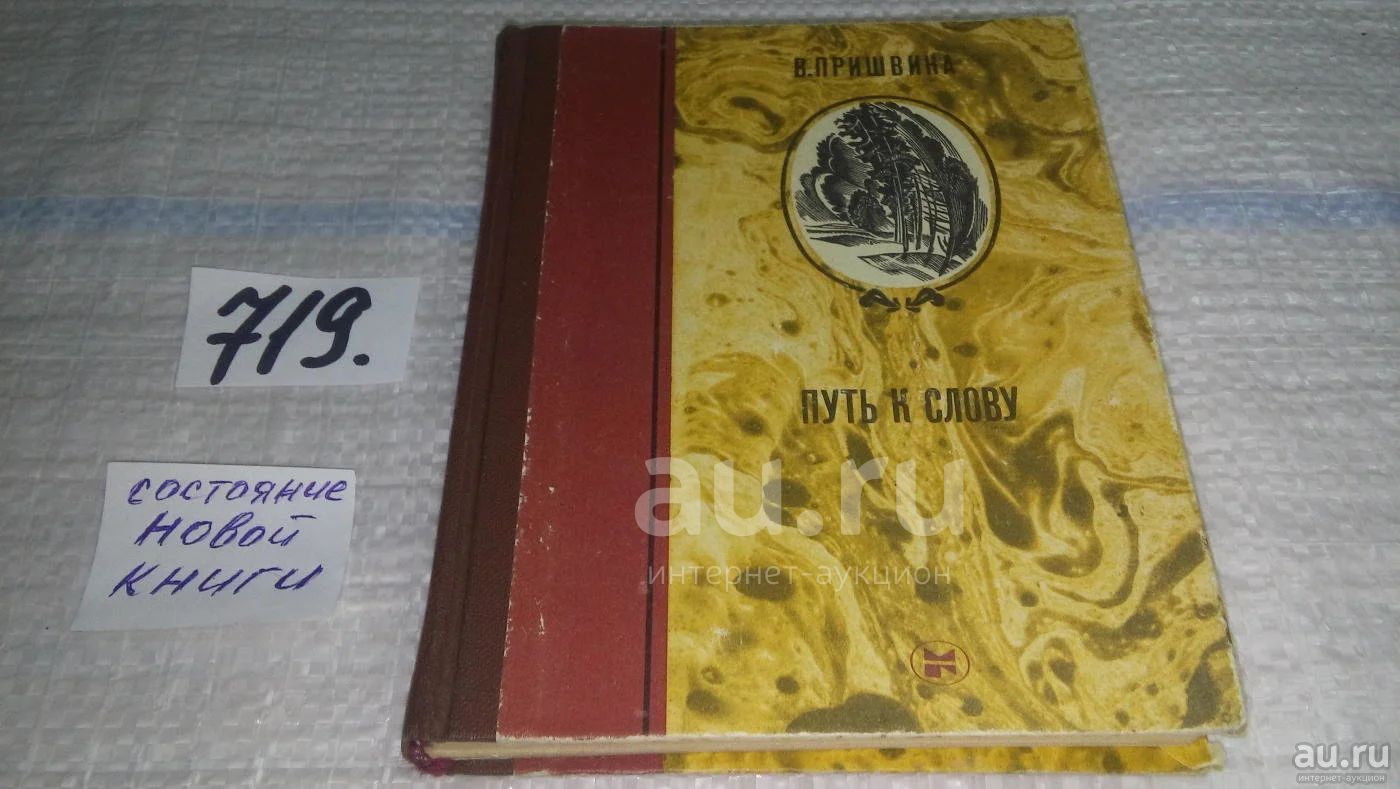 В.ПРИШВИНА
ПУТЬ К СЛОВУ
719.
состояние
новой
книги
au.ru
интернет-аукцион
au.ru
интернет-аукцион